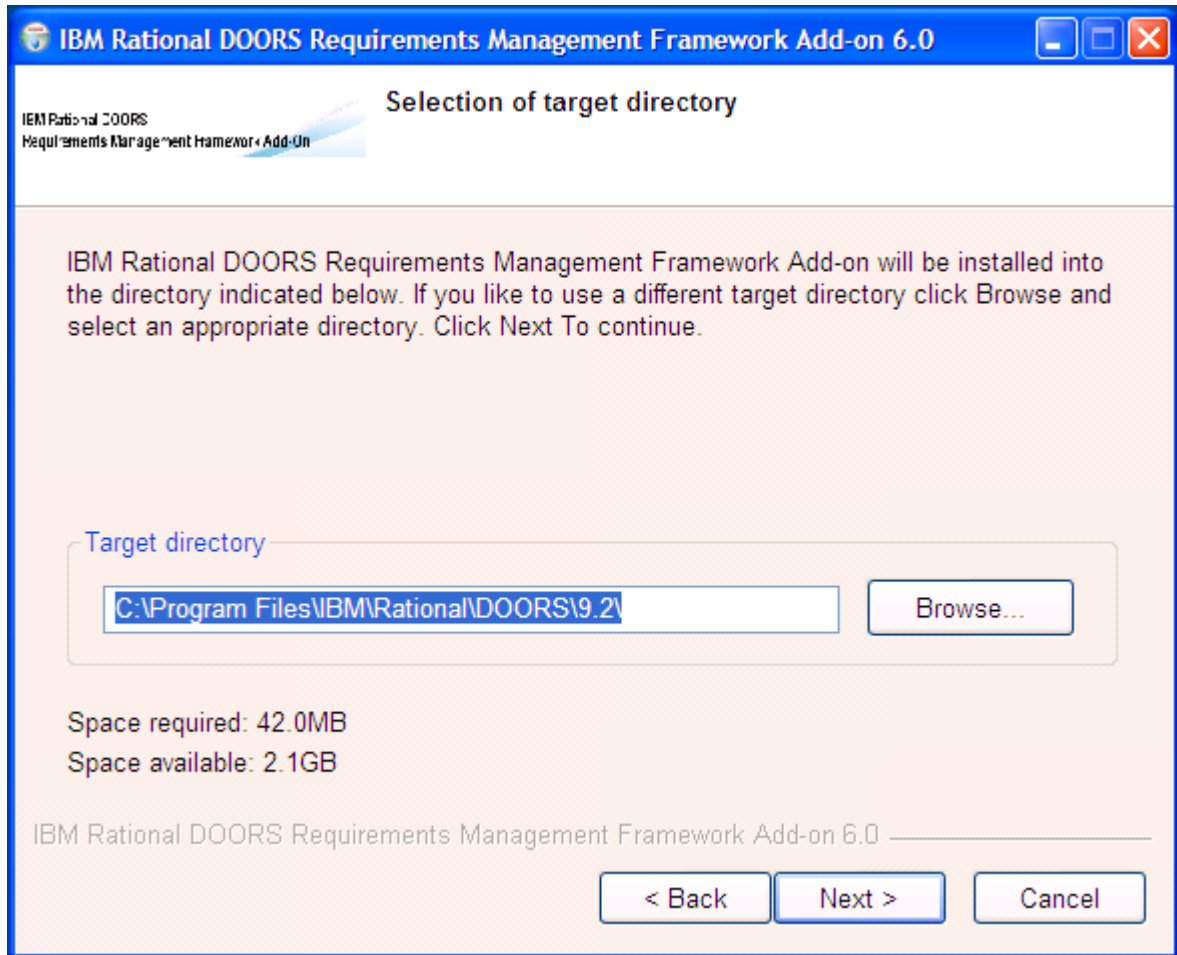 IBM Rational DOORS Requirements Management Framework Add-on 6.0
IBM Rational DOORS
Requirements Management Framework Add-On
Selection of target directory
IBM Rational DOORS Requirements Management Framework Add-on will be installed into
the directory indicated below. If you like to use a different target directory click Browse and
select an appropriate directory. Click Next To continue.
Target directory
C:\Program Files\IBM\Rational\DOORS\9.2\
Browse...
Space required: 42.0MB
Space available: 2.1GB
IBM Rational DOORS Requirements Management Framework Add-on 6.0
< Back
Next >
Cancel